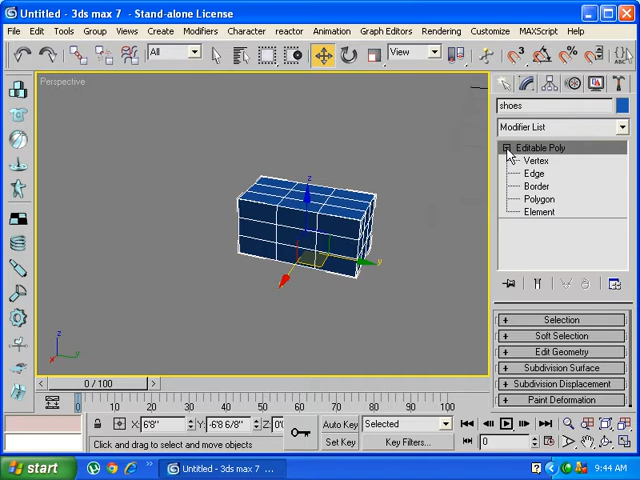 Untitled - 3ds max 7 - Stand-alone License
File Edit Tools Group Views Create Modifiers Character reactor Animation Graph Editors Rendering Customize MAXScript Help
All
View
Perspective
z
y
z
y
x
shoes
Modifier List
Editable Poly
Vertex
Edge
Border
Polygon
Element
+ Selection
+ Soft Selection
+ Edit Geometry
+ Subdivision Surface
+ Subdivision Displacement
+ Paint Deformation
< 0 / 100 >
0 10 20 30 40 50 60 70 80 90 100
X: 6'8" Y: -6'8 6/8" Z:
Auto Key Selected
Set Key Key Filters...
0
Click and drag to select and move objects
start
Untitled - 3ds max 7 ...
9:44 AM